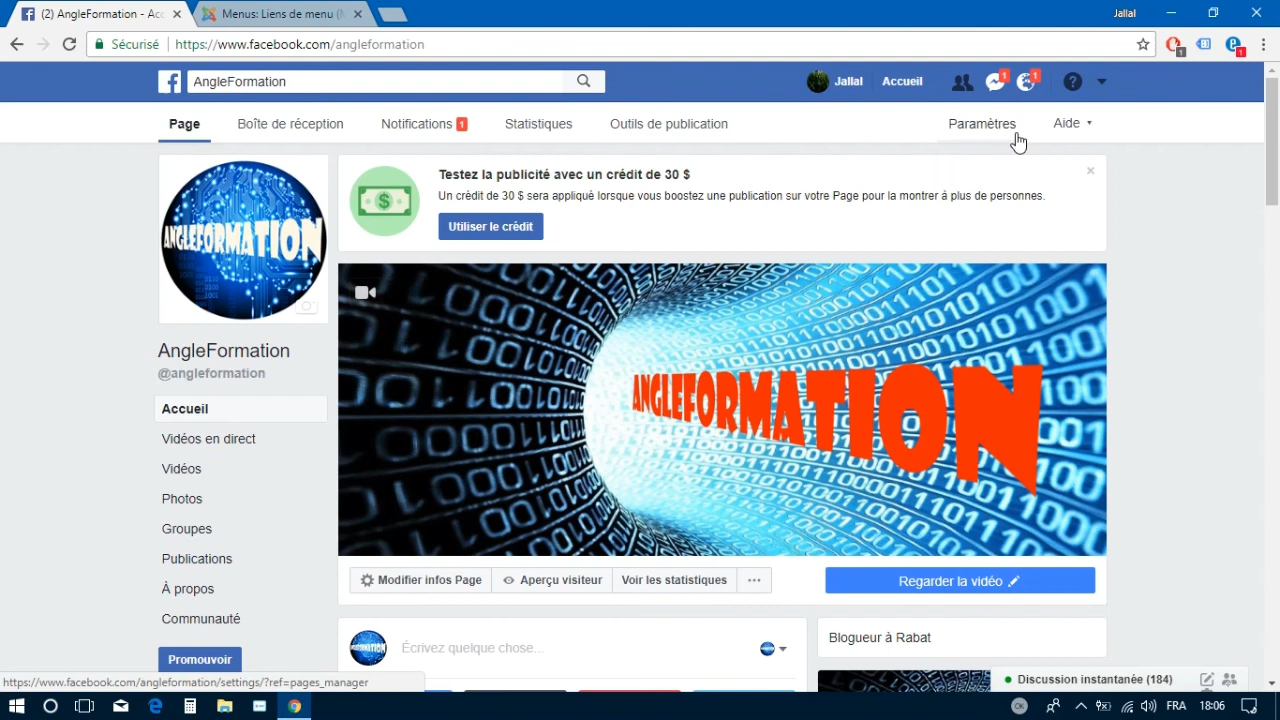 (2) AngleFormation - Acc
Menus: Liens de menu (N
Jallal
Sécurisé
https://www.facebook.com/angleformation
1
1
AngleFormation
Jallal
Accueil
1
1
Page
Boîte de réception
Notifications 1
Statistiques
Outils de publication
Paramètres
Aide
ANGLEFORMATION
Testez la publicité avec un crédit de 30 $
Un crédit de 30 $ sera appliqué lorsque vous boostez une publication sur votre Page pour la montrer à plus de personnes.
Utiliser le crédit
ANGLEFORMATION
AngleFormation
@angleformation
Accueil
Vidéos en direct
Vidéos
Photos
Groupes
Publications
À propos
Communauté
Promouvoir
Modifier infos Page
Aperçu visiteur
Voir les statistiques
Regarder la vidéo
Écrivez quelque chose...
Blogueur à Rabat
Discussion instantanée (184)
https://www.facebook.com/angleformation/settings/?ref=pages_manager
FRA
18:06